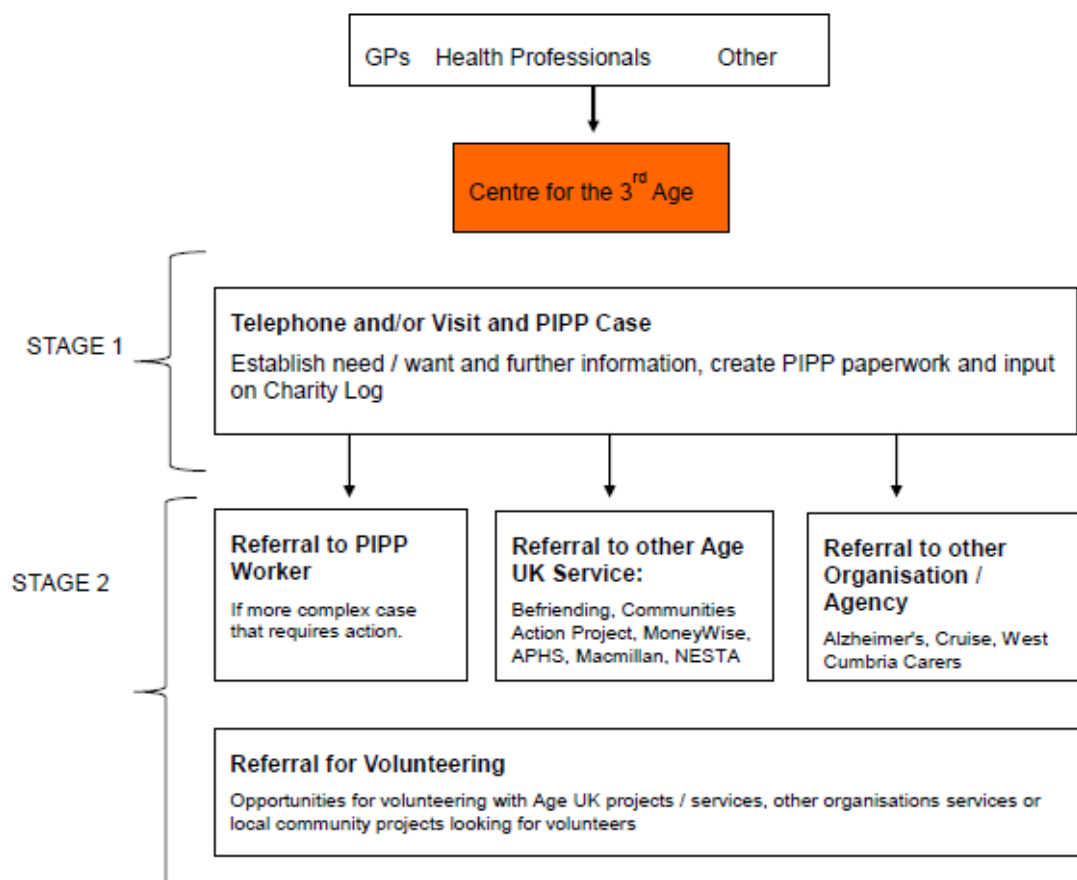 GPs Health Professionals Other
Centre for the 3rd Age
STAGE 1
Telephone and/or Visit and PIPP Case
Establish need / want and further information, create PIPP paperwork and input
on Charity Log
STAGE 2
Referral to PIPP
Worker
If more complex case
that requires action.
Referral to other Age
UK Service:
Befriending, Communities
Action Project, MoneyWise,
APHS, Macmillan, NESTA
Referral to other
Organisation /
Agency
Alzheimer's, Cruise, West
Cumbria Carers
Referral for Volunteering
Opportunities for volunteering with Age UK projects / services, other organisations services or
local community projects looking for volunteers